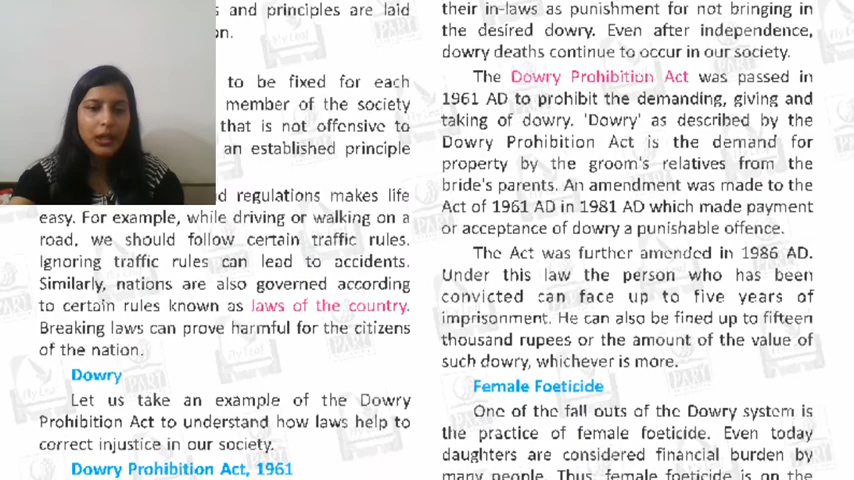 s and principles are laid
on.
to be fixed for each
member of the society
that is not offensive to
an established principle
d regulations makes life
easy. For example, while driving or walking on a
road, we should follow certain traffic rules.
Ignoring traffic rules can lead to accidents.
Similarly, nations are also governed according
to certain rules known as laws of the country.
Breaking laws can prove harmful for the citizens
of the nation.
Dowry
Let us take an example of the Dowry
Prohibition Act to understand how laws help to
correct injustice in our society.
Dowry Prohibition Act, 1961
their in-laws as punishment for not bringing in
the desired dowry. Even after independence,
dowry deaths continue to occur in our society.
The Dowry Prohibition Act was passed in
1961 AD to prohibit the demanding, giving and
taking of dowry. 'Dowry' as described by the
Dowry Prohibition Act is the demand for
property by the groom's relatives from the
bride's parents. An amendment was made to the
Act of 1961 AD in 1981 AD which made payment
or acceptance of dowry a punishable offence.
The Act was further amended in 1986 AD.
Under this law the person who has been
convicted can face up to five years of
imprisonment. He can also be fined up to fifteen
thousand rupees or the amount of the value of
such dowry, whichever is more.
Female Foeticide
One of the fall outs of the Dowry system is
the practice of female foeticide. Even today
daughters are considered financial burden by
many people. Thus, female foeticide is on the